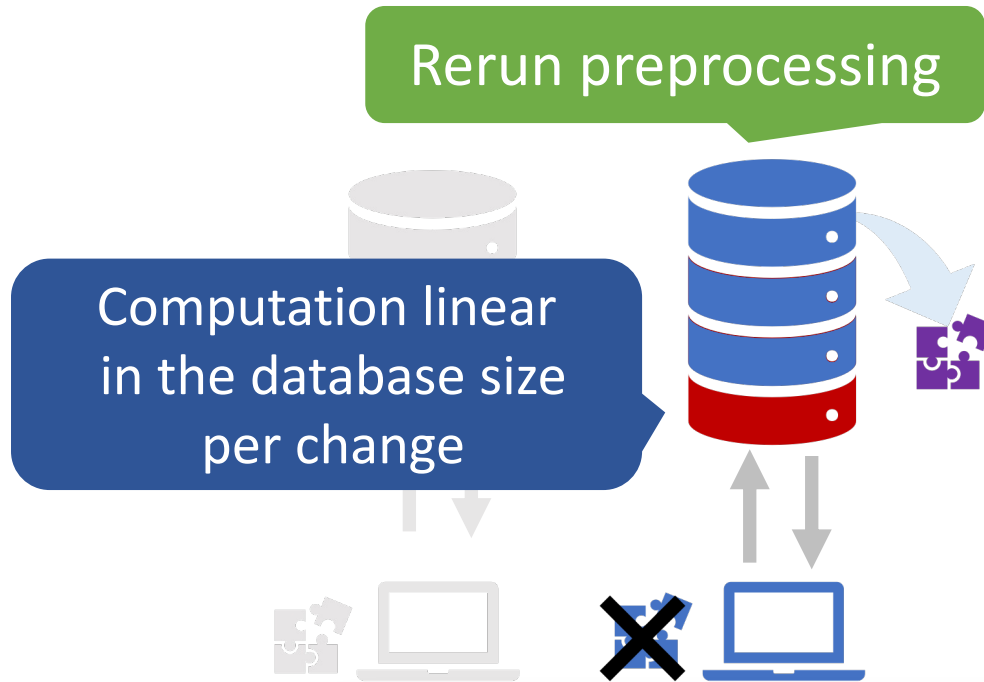 Rerun preprocessing
Computation linear
in the database size
per change